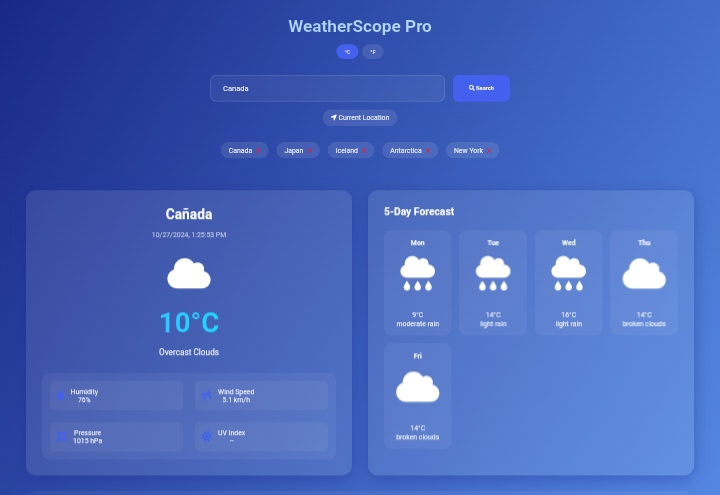 WeatherScope Pro
°C
°F
Canada
Search
Current Location
Canada
Japan
Iceland
Antarctica
New York
Cañada
10/27/2024, 1:25:53 PM
10°C
Overcast Clouds
Humidity
76%
Wind Speed
5.1 km/h
Pressure
1015 hPa
UV Index
--
5-Day Forecast
Mon
9°C
moderate rain
Tue
14°C
light rain
Wed
16°C
light rain
Thu
14°C
broken clouds
Fri
14°C
broken clouds